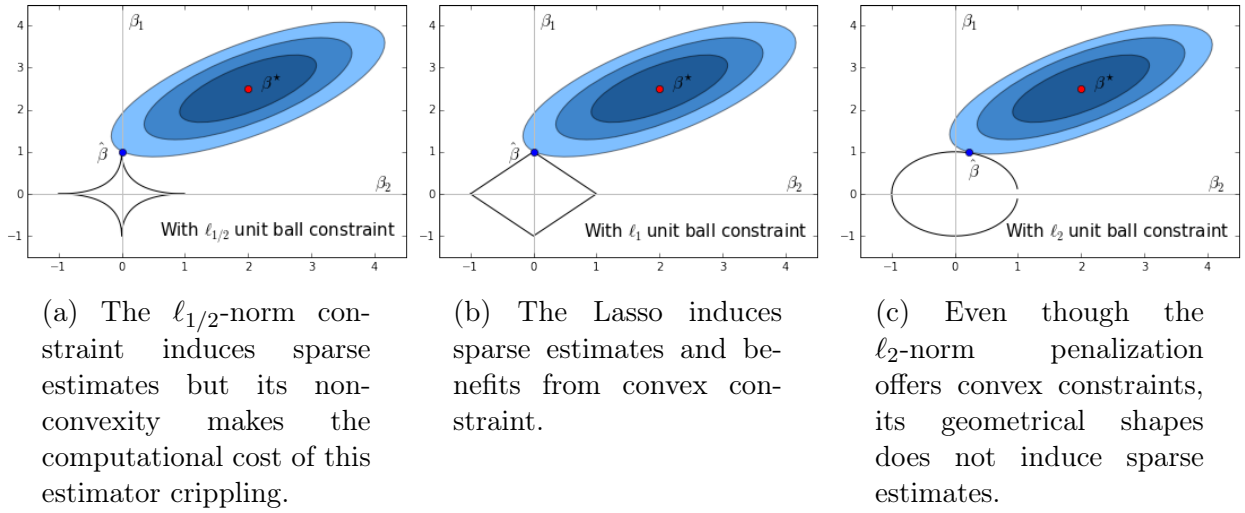 4
3
2
1
0
−1
β₁
β*
β̂
β₂
With ℓ₁/₂ unit ball constraint
−1 0 1 2 3 4
4
3
2
1
0
−1
β₁
β*
β̂
β₂
With ℓ₁ unit ball constraint
−1 0 1 2 3 4
4
3
2
1
0
−1
β₁
β*
β̂
β₂
With ℓ₂ unit ball constraint
−1 0 1 2 3 4
(a) The ℓ₁/₂-norm con-
straint induces sparse
estimates but its non-
convexity makes the
computational cost of this
estimator crippling.
(b) The Lasso induces
sparse estimates and be-
nefits from convex con-
straint.
(c) Even though the
ℓ₂-norm penalization
offers convex constraints,
its geometrical shapes
does not induce sparse
estimates.